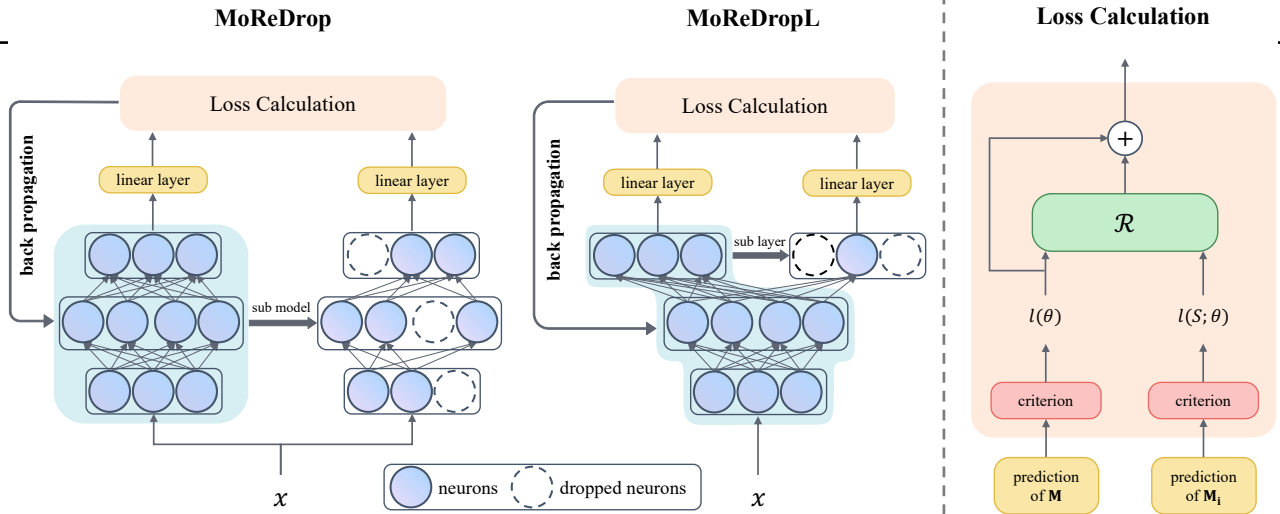 MoReDrop
Loss Calculation
back propagation
linear layer
linear layer
sub model
x
MoReDropL
Loss Calculation
back propagation
linear layer
linear layer
sub layer
x
neurons
dropped neurons
Loss Calculation
+
ℛ
l(θ)
l(S; θ)
criterion
criterion
prediction
of M
prediction
of Mᵢ